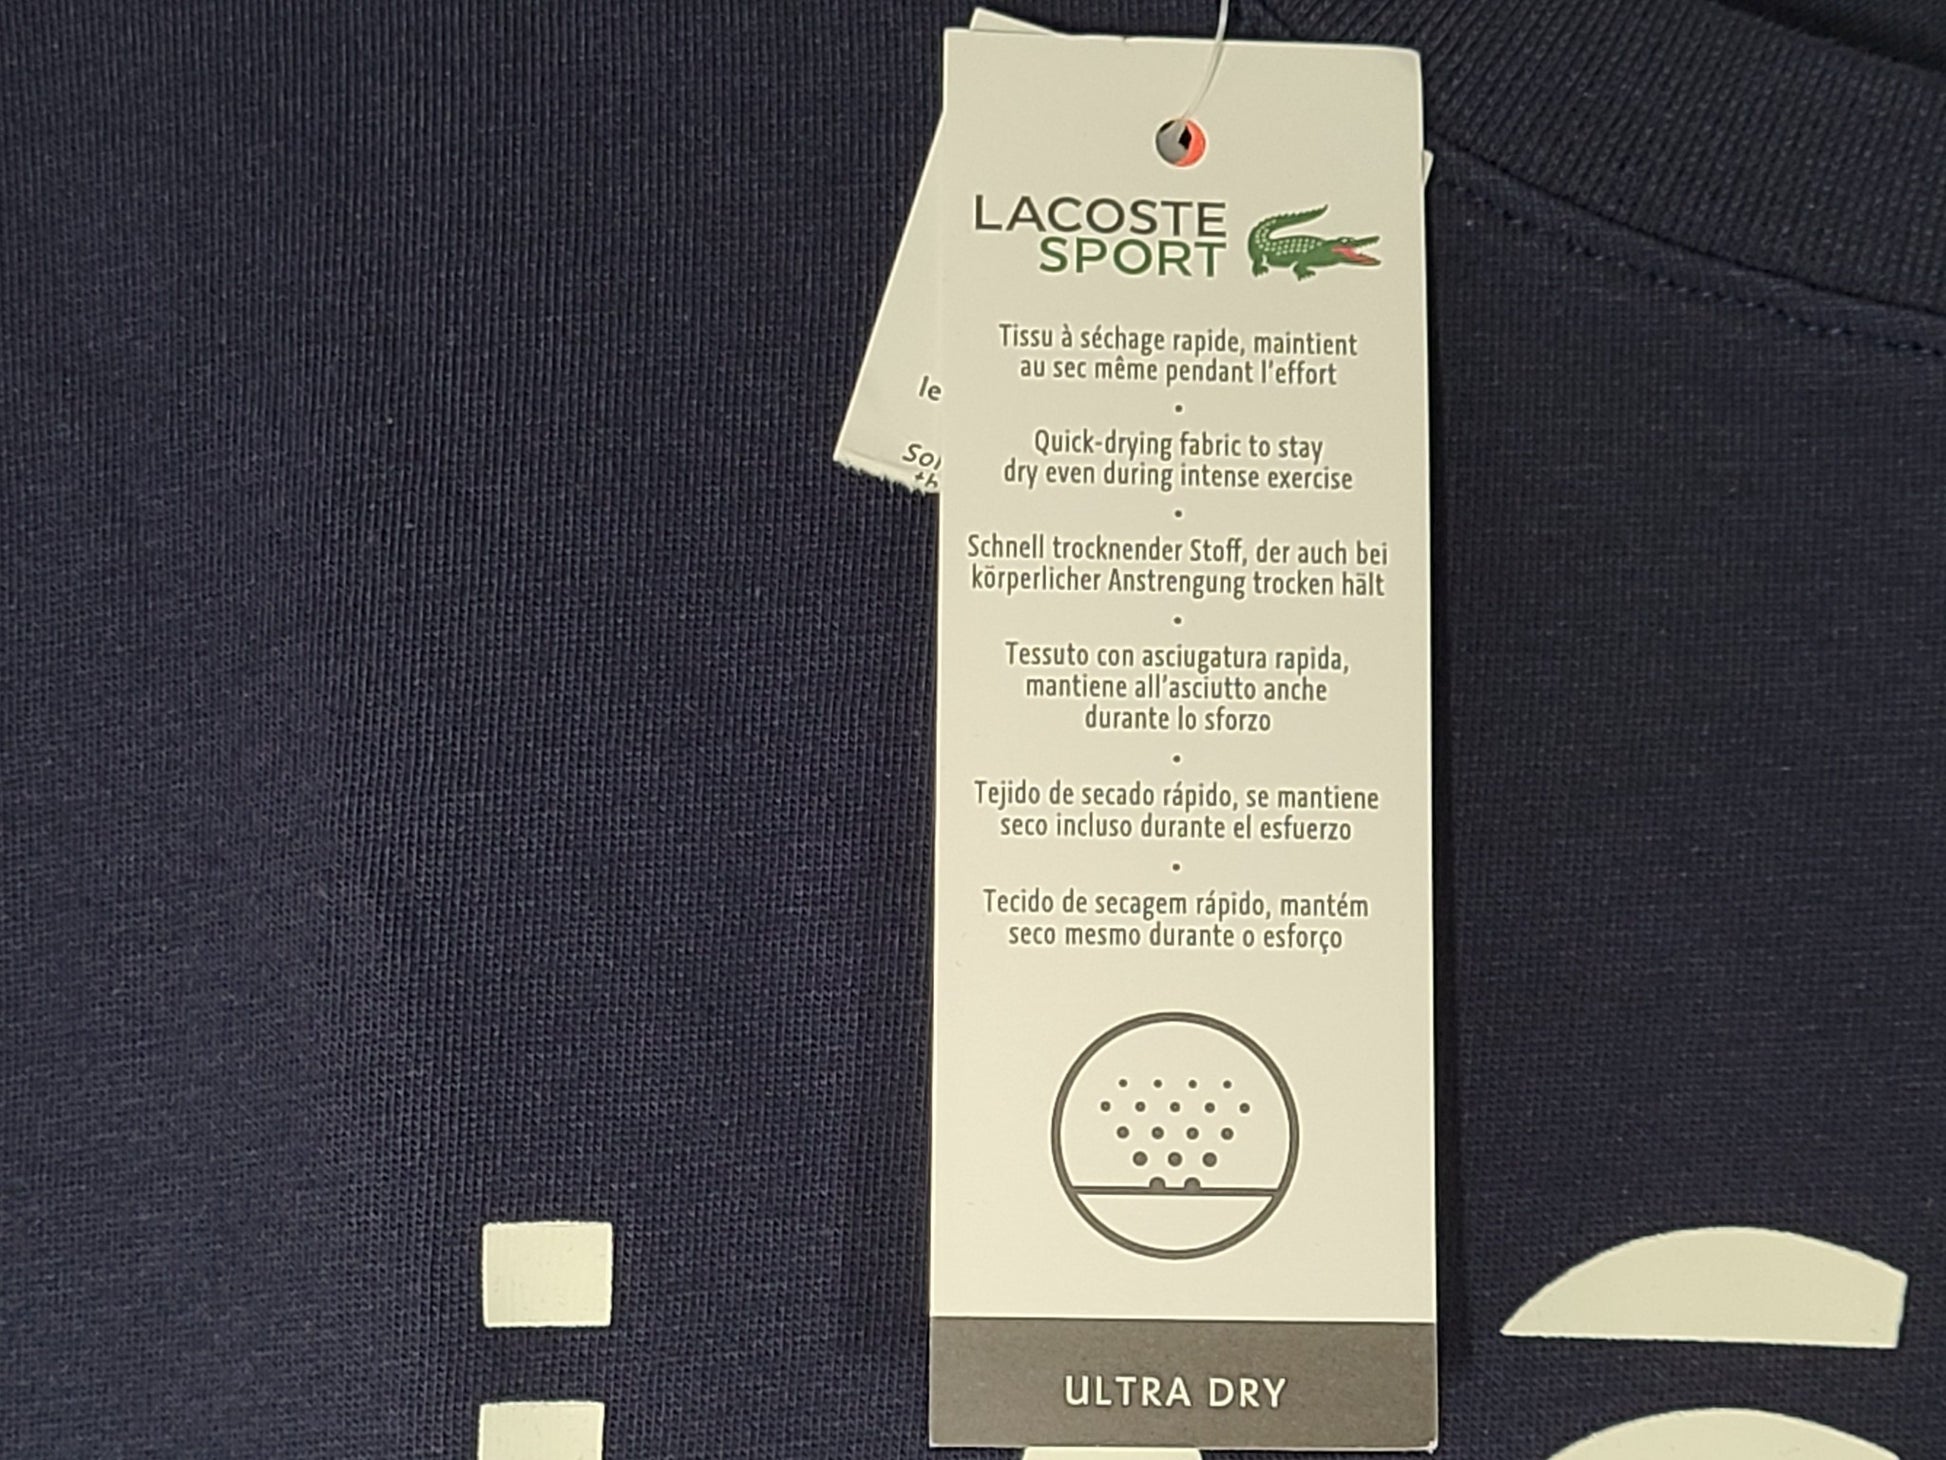 LACOSTE
SPORT
Tissu à séchage rapide, maintient
au sec même pendant l'effort
•
Quick-drying fabric to stay
dry even during intense exercise
•
Schnell trocknender Stoff, der auch bei
körperlicher Anstrengung trocken hält
•
Tessuto con asciugatura rapida,
mantiene all'asciutto anche
durante lo sforzo
•
Tejido de secado rápido, se mantiene
seco incluso durante el esfuerzo
•
Tecido de secagem rápido, mantém
seco mesmo durante o esforço
ULTRA DRY
le